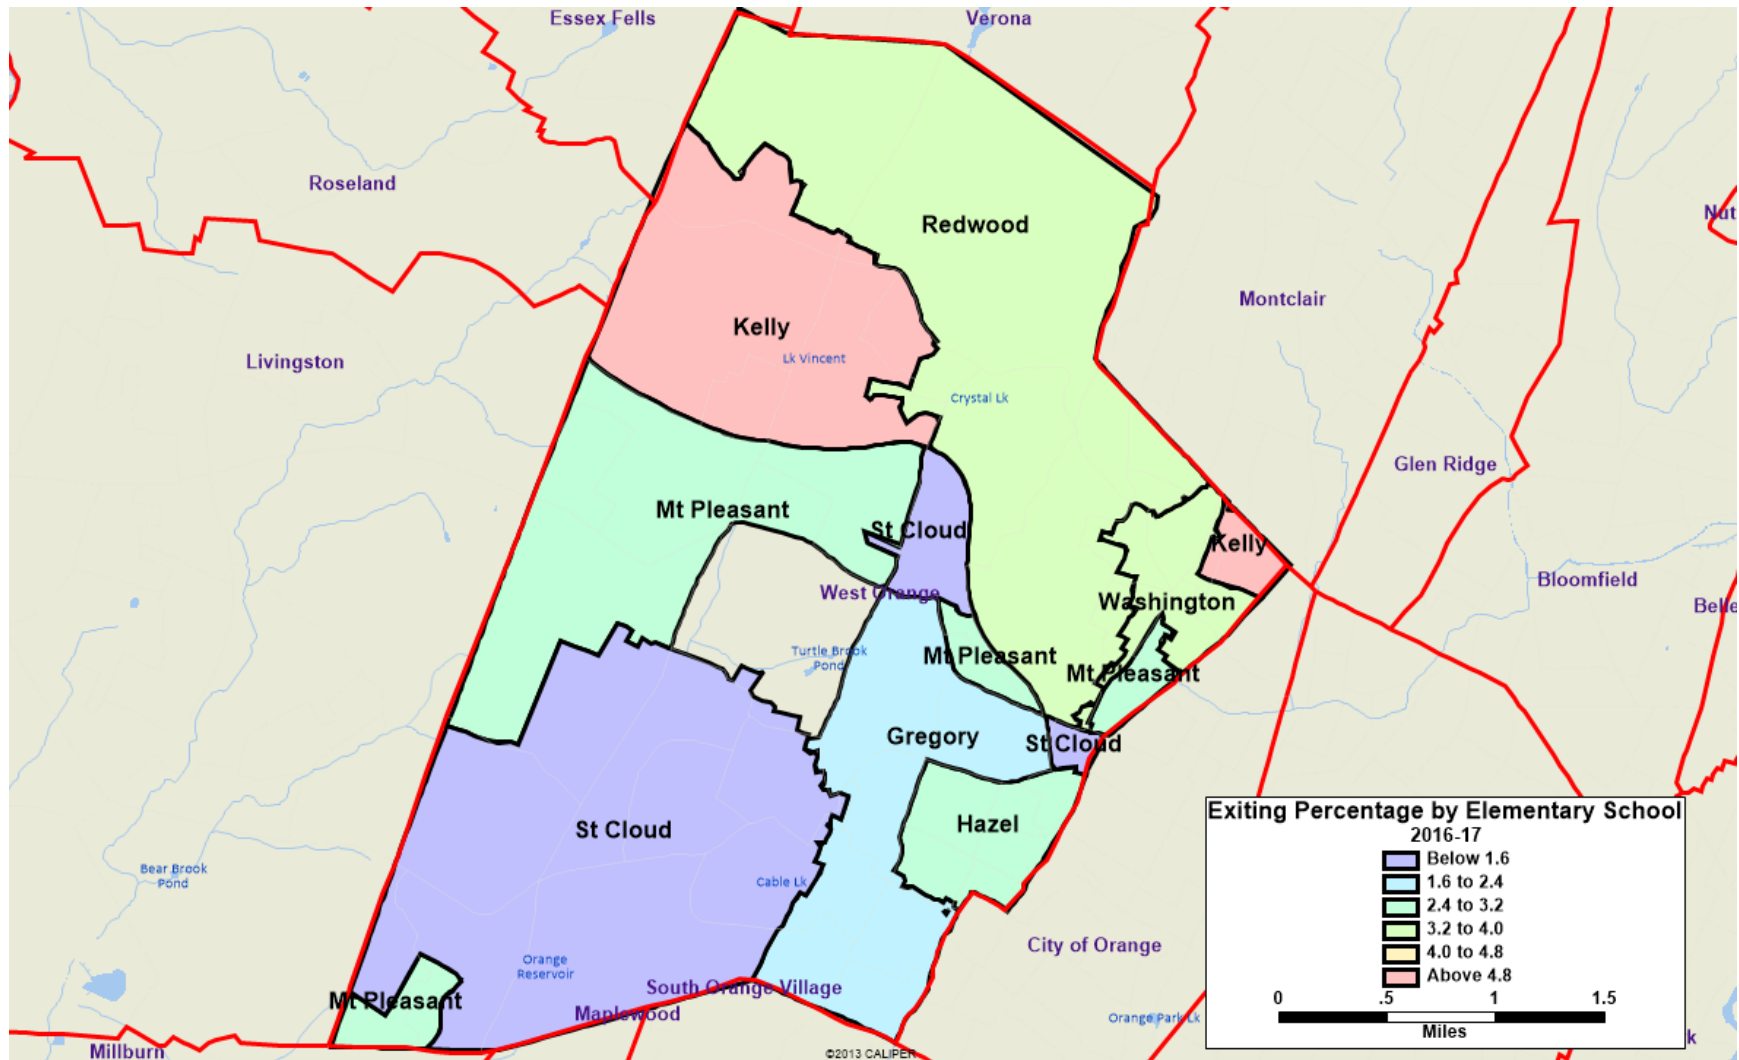 Essex Fells
Verona
Roseland
Nut
Redwood
Montclair
Kelly
Livingston
Lk Vincent
Crystal Lk
Glen Ridge
Mt Pleasant
St Cloud
Kelly
Bloomfield
West Orange
Washington
Belle
Turtle Brook
Pond
Mt Pleasant
Mt Pleasant
Gregory
St Cloud
St Cloud
Hazel
Bear Brook
Pond
Cable Lk
City of Orange
Orange
Reservoir
South Orange Village
Mt Pleasant
Maplewood
Orange Park Lk
Millburn
©2013 CALIPER
k
Exiting Percentage by Elementary School
2016-17
Below 1.6
1.6 to 2.4
2.4 to 3.2
3.2 to 4.0
4.0 to 4.8
Above 4.8
0 .5 1 1.5
Miles